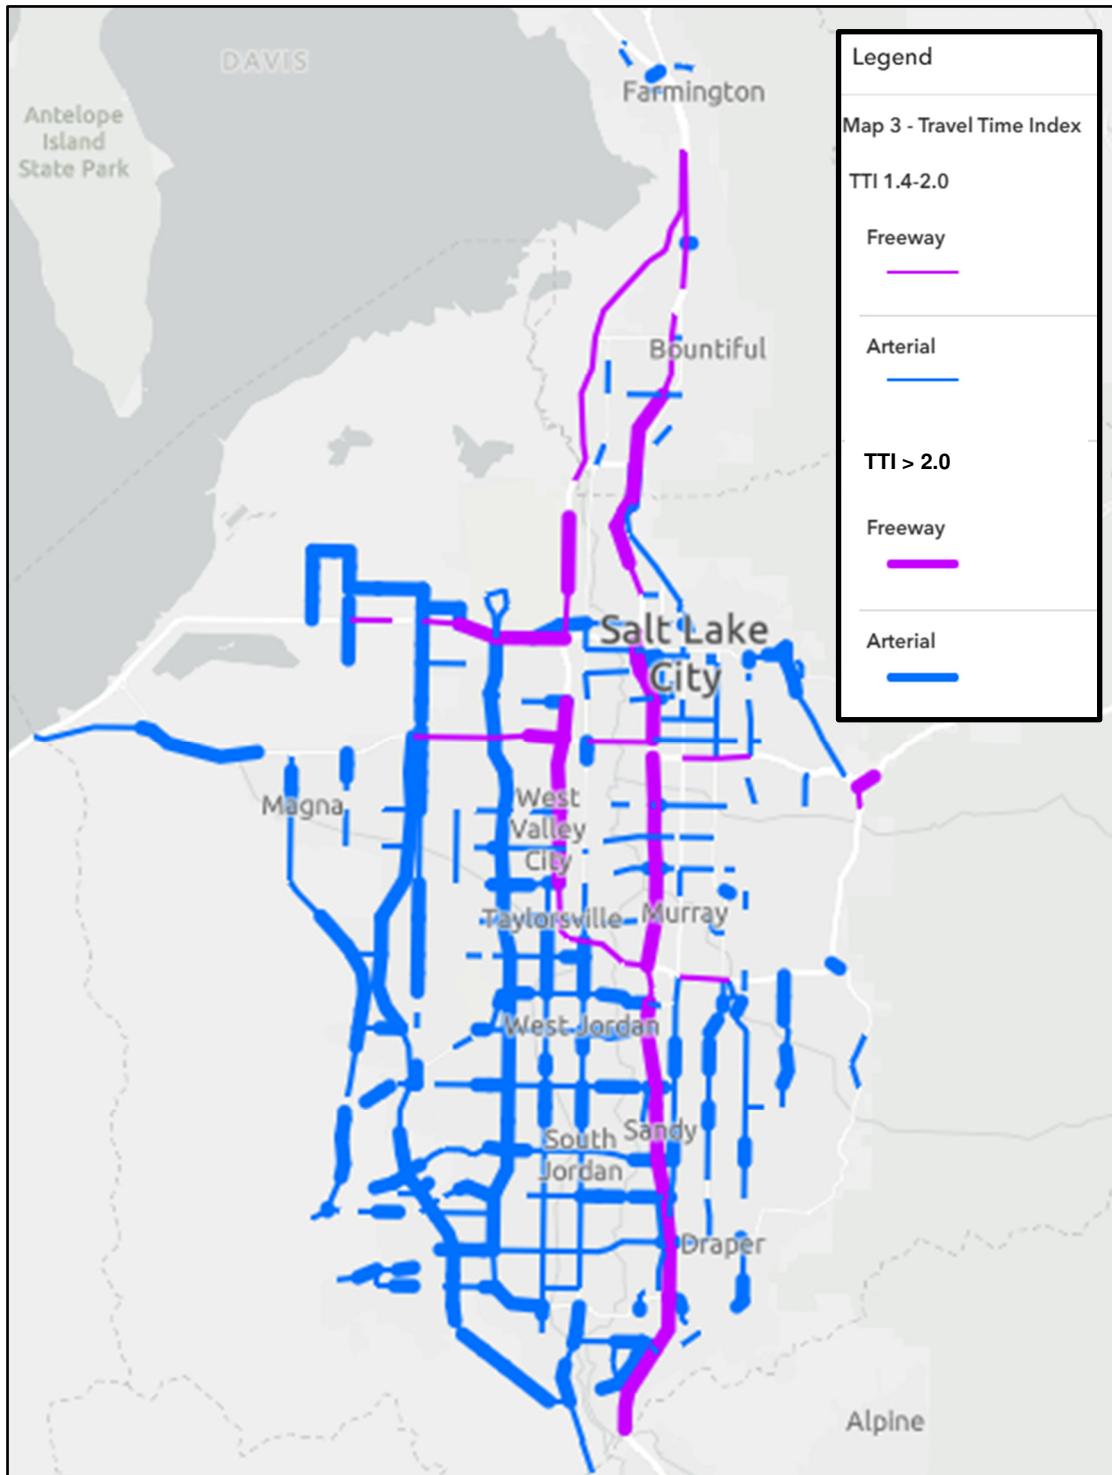 DAVIS
Antelope
Island
State Park
Farmington
Bountiful
Salt Lake
City
Magna
West
Valley
City
Taylorsville
Murray
West Jordan
South
Jordan
Sandy
Draper
Alpine
Legend
Map 3 - Travel Time Index
TTI 1.4-2.0
Freeway
Arterial
TTI > 2.0
Freeway
Arterial